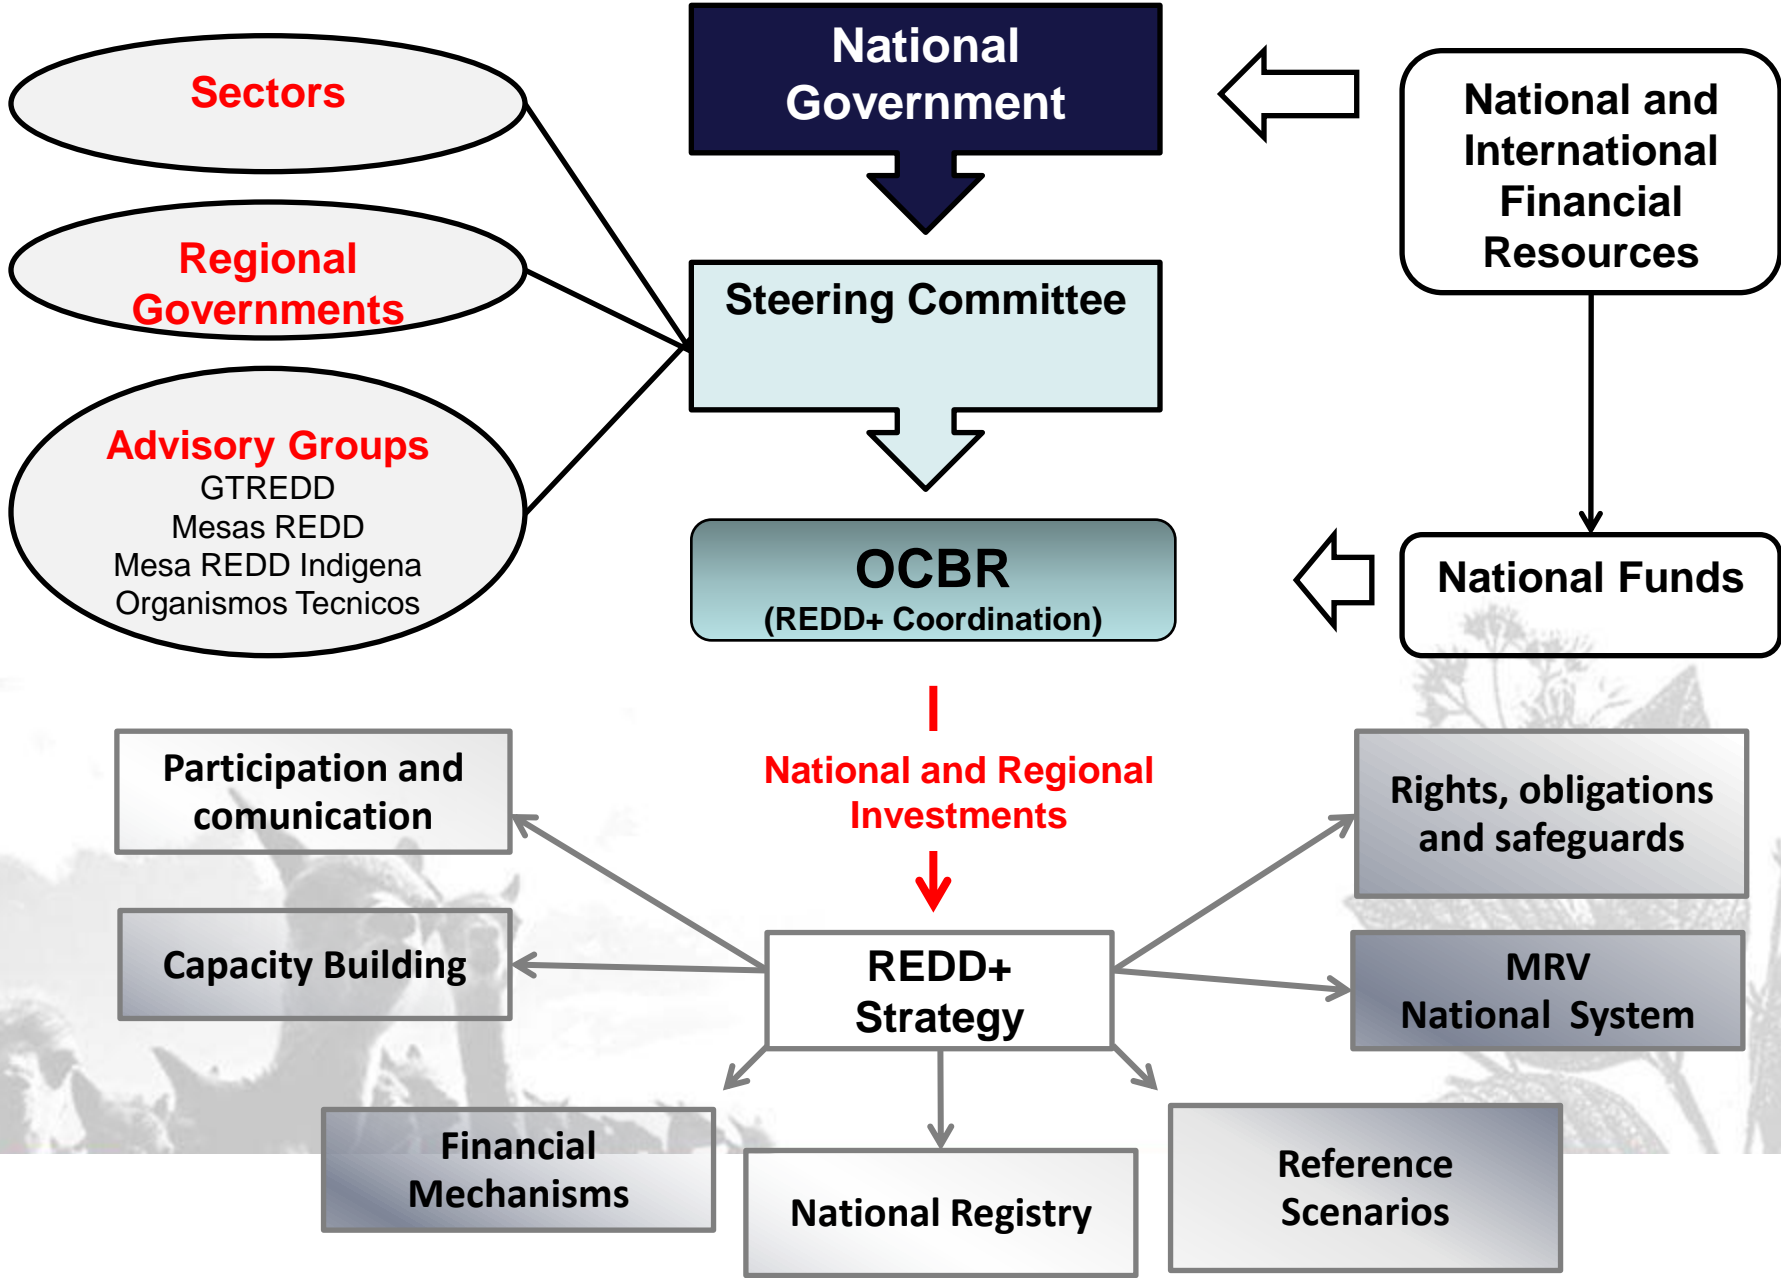 National
Government
Sectors
National and
International
Financial
Resources
Regional
Governments
Steering Committee
Advisory Groups
GTREDD
Mesas REDD
Mesa REDD Indigena
Organismos Tecnicos
OCBR
(REDD+ Coordination)
National Funds
National and Regional
Investments
Participation and
comunication
Rights, obligations
and safeguards
Capacity Building
REDD+
Strategy
MRV
National System
Financial
Mechanisms
National Registry
Reference
Scenarios